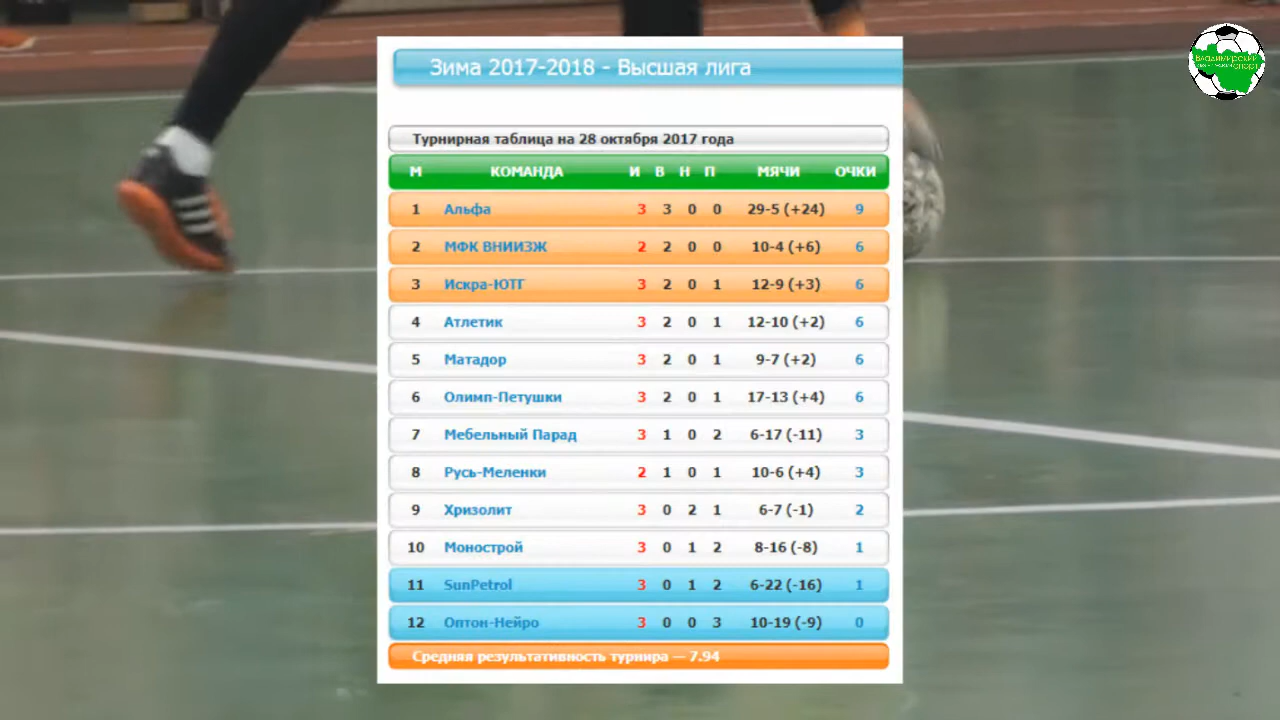 Зима 2017-2018 - Высшая лига
Турнирная таблица на 28 октября 2017 года
М КОМАНДА И В Н П МЯЧИ ОЧКИ
1 Альфа 3 3 0 0 29-5 (+24) 9
2 МФК ВНИИЗЖ 2 2 0 0 10-4 (+6) 6
3 Искра-ЮТГ 3 2 0 1 12-9 (+3) 6
4 Атлетик 3 2 0 1 12-10 (+2) 6
5 Матадор 3 2 0 1 9-7 (+2) 6
6 Олимп-Петушки 3 2 0 1 17-13 (+4) 6
7 Мебельный Парад 3 1 0 2 6-17 (-11) 3
8 Русь-Меленки 2 1 0 1 10-6 (+4) 3
9 Хризолит 3 0 2 1 6-7 (-1) 2
10 Монострой 3 0 1 2 8-16 (-8) 1
11 SunPetrol 3 0 1 2 6-22 (-16) 1
12 Оптон-Нейро 3 0 0 3 10-19 (-9) 0
Средняя результативность турнира — 7.94
Владимирский
спорт